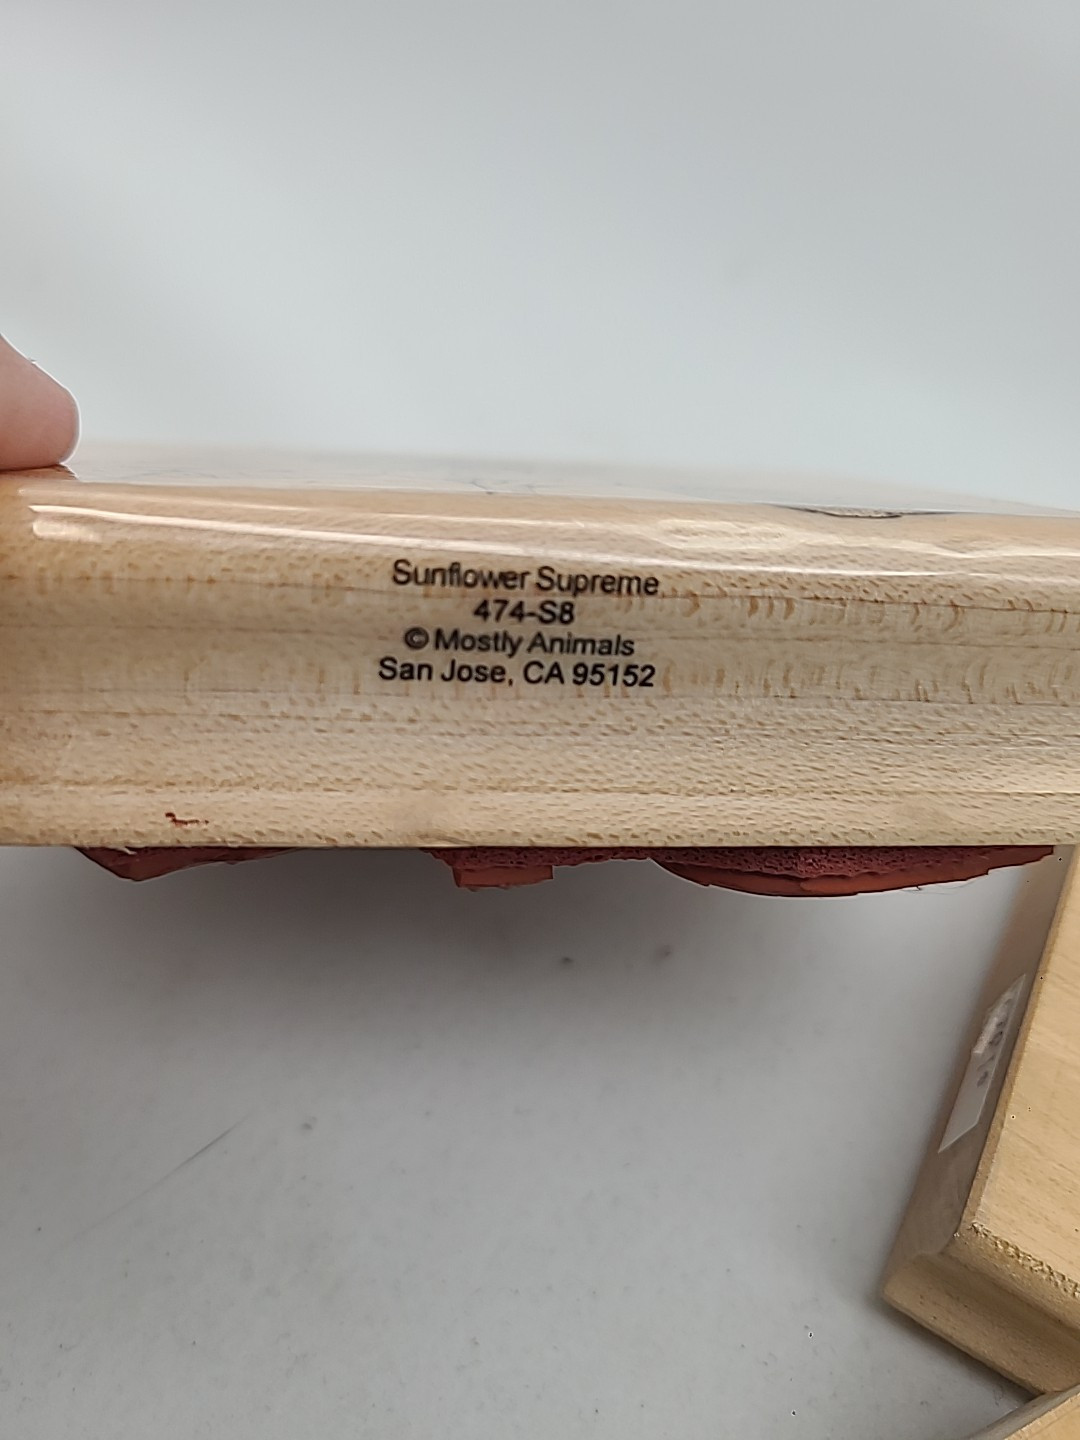 Sunflower Supreme
474-S8
© Mostly Animals
San Jose, CA 95152